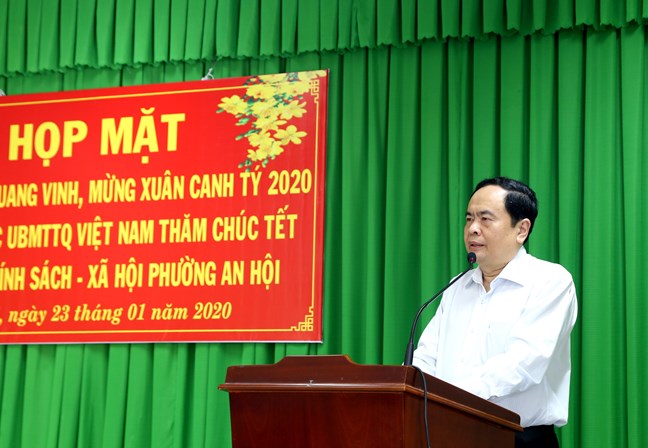 HỌP MẶT
UANG VINH, MỪNG XUÂN CANH TÝ 2020
C UBMTTQ VIỆT NAM THĂM CHÚC TẾT
ÍNH SÁCH - XÃ HỘI PHƯỜNG AN HỘI
, ngày 23 tháng 01 năm 2020